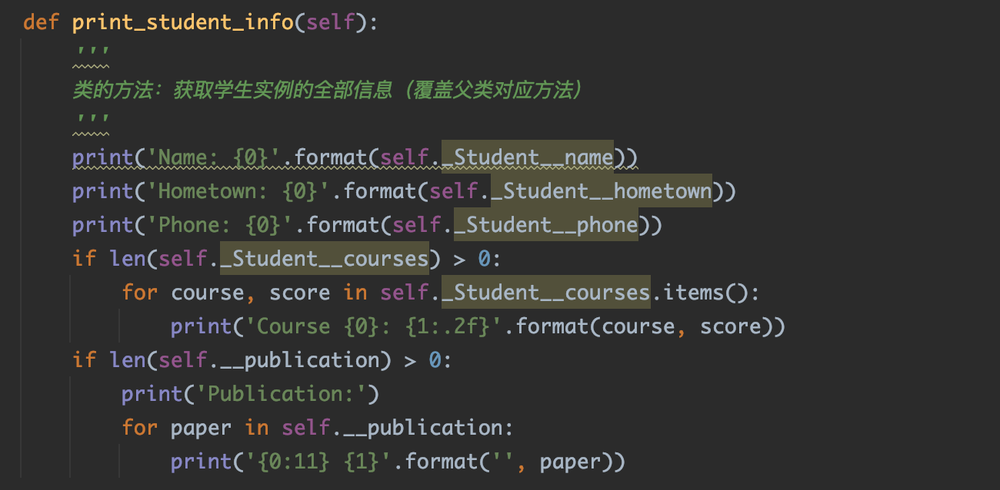 def print_student_info(self):
    '''
    类的方法：获取学生实例的全部信息（覆盖父类对应方法）
    '''
    print('Name: {0}'.format(self._Student__name))
    print('Hometown: {0}'.format(self._Student__hometown))
    print('Phone: {0}'.format(self._Student__phone))
    if len(self._Student__courses) > 0:
        for course, score in self._Student__courses.items():
            print('Course {0}: {1:.2f}'.format(course, score))
    if len(self.__publication) > 0:
        print('Publication:')
        for paper in self.__publication:
            print('{0:11} {1}'.format('', paper))